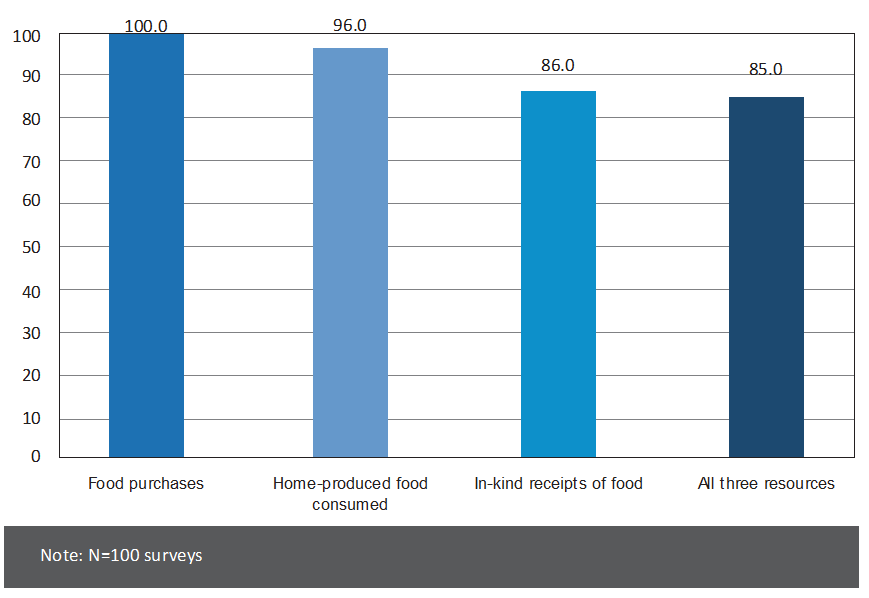 100.0
96.0
86.0
85.0
100
90
80
70
60
50
40
30
20
10
0
Food purchases
Home-produced food
consumed
In-kind receipts of food
All three resources
Note: N=100 surveys